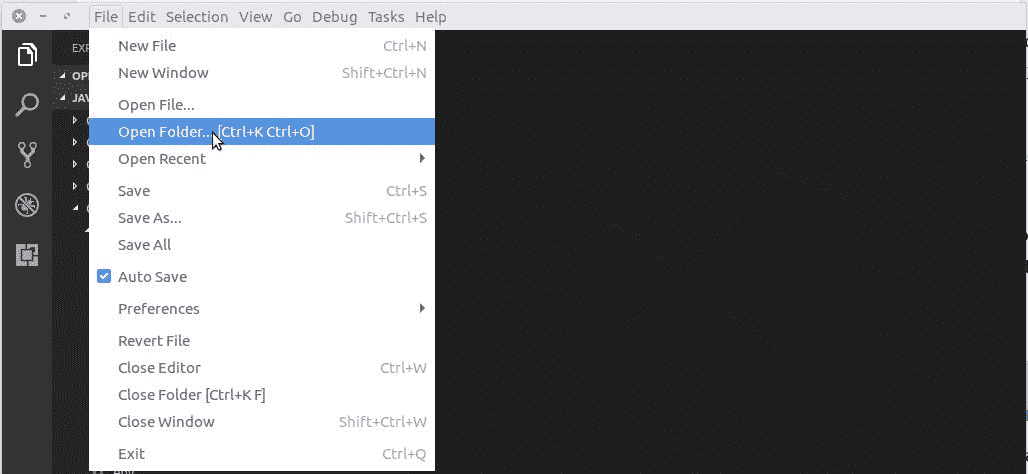 File Edit Selection View Go Debug Tasks Help
EXP
OPE
JAV
New File Ctrl+N
New Window Shift+Ctrl+N
Open File...
Open Folder... [Ctrl+K Ctrl+O]
Open Recent
Save Ctrl+S
Save As... Shift+Ctrl+S
Save All
Auto Save
Preferences
Revert File
Close Editor Ctrl+W
Close Folder [Ctrl+K F]
Close Window Shift+Ctrl+W
Exit Ctrl+Q